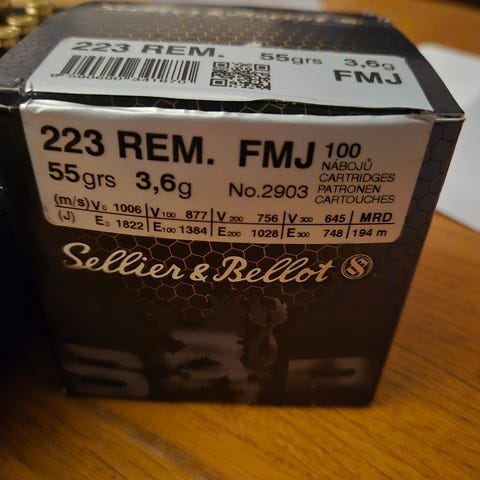 223 REM. 55grs 3,6g
FMJ
223 REM. FMJ 100
NÁBOJŮ
CARTRIDGES
55grs 3,6g No.2903 PATRONEN
CARTOUCHES
(m/s) V0 1006 V100 877 V200 756 V300 645 MRD
(J) E0 1822 E100 1384 E200 1028 E300 748 194 m
Sellier & Bellot SB
S&P